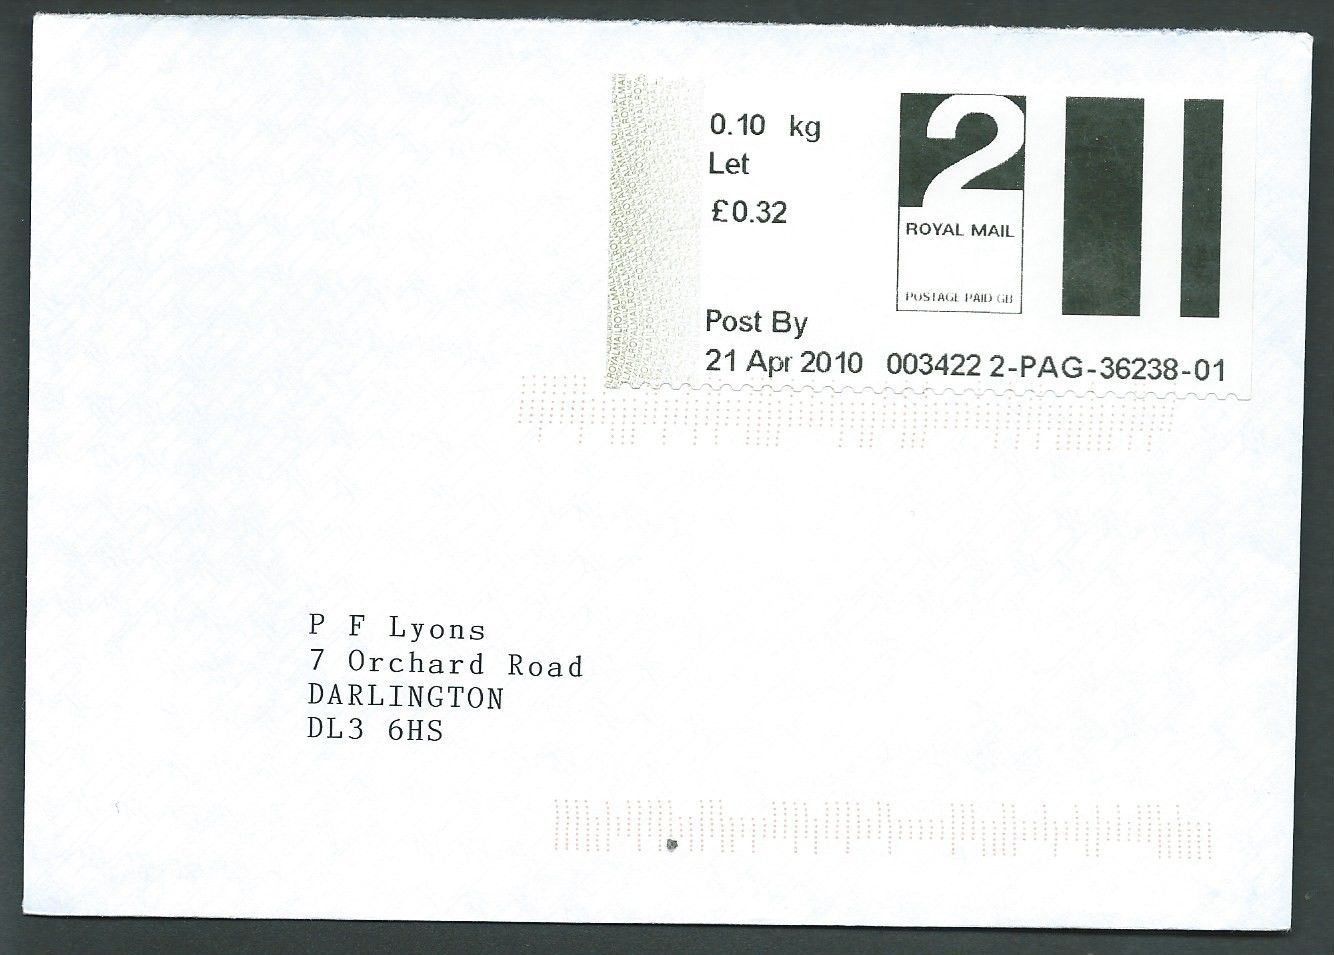 0.10 kg
Let
£0.32
2
ROYAL MAIL
POSTAGE PAID GB
Post By
21 Apr 2010 003422 2-PAG-36238-01
P F Lyons
7 Orchard Road
DARLINGTON
DL3 6HS